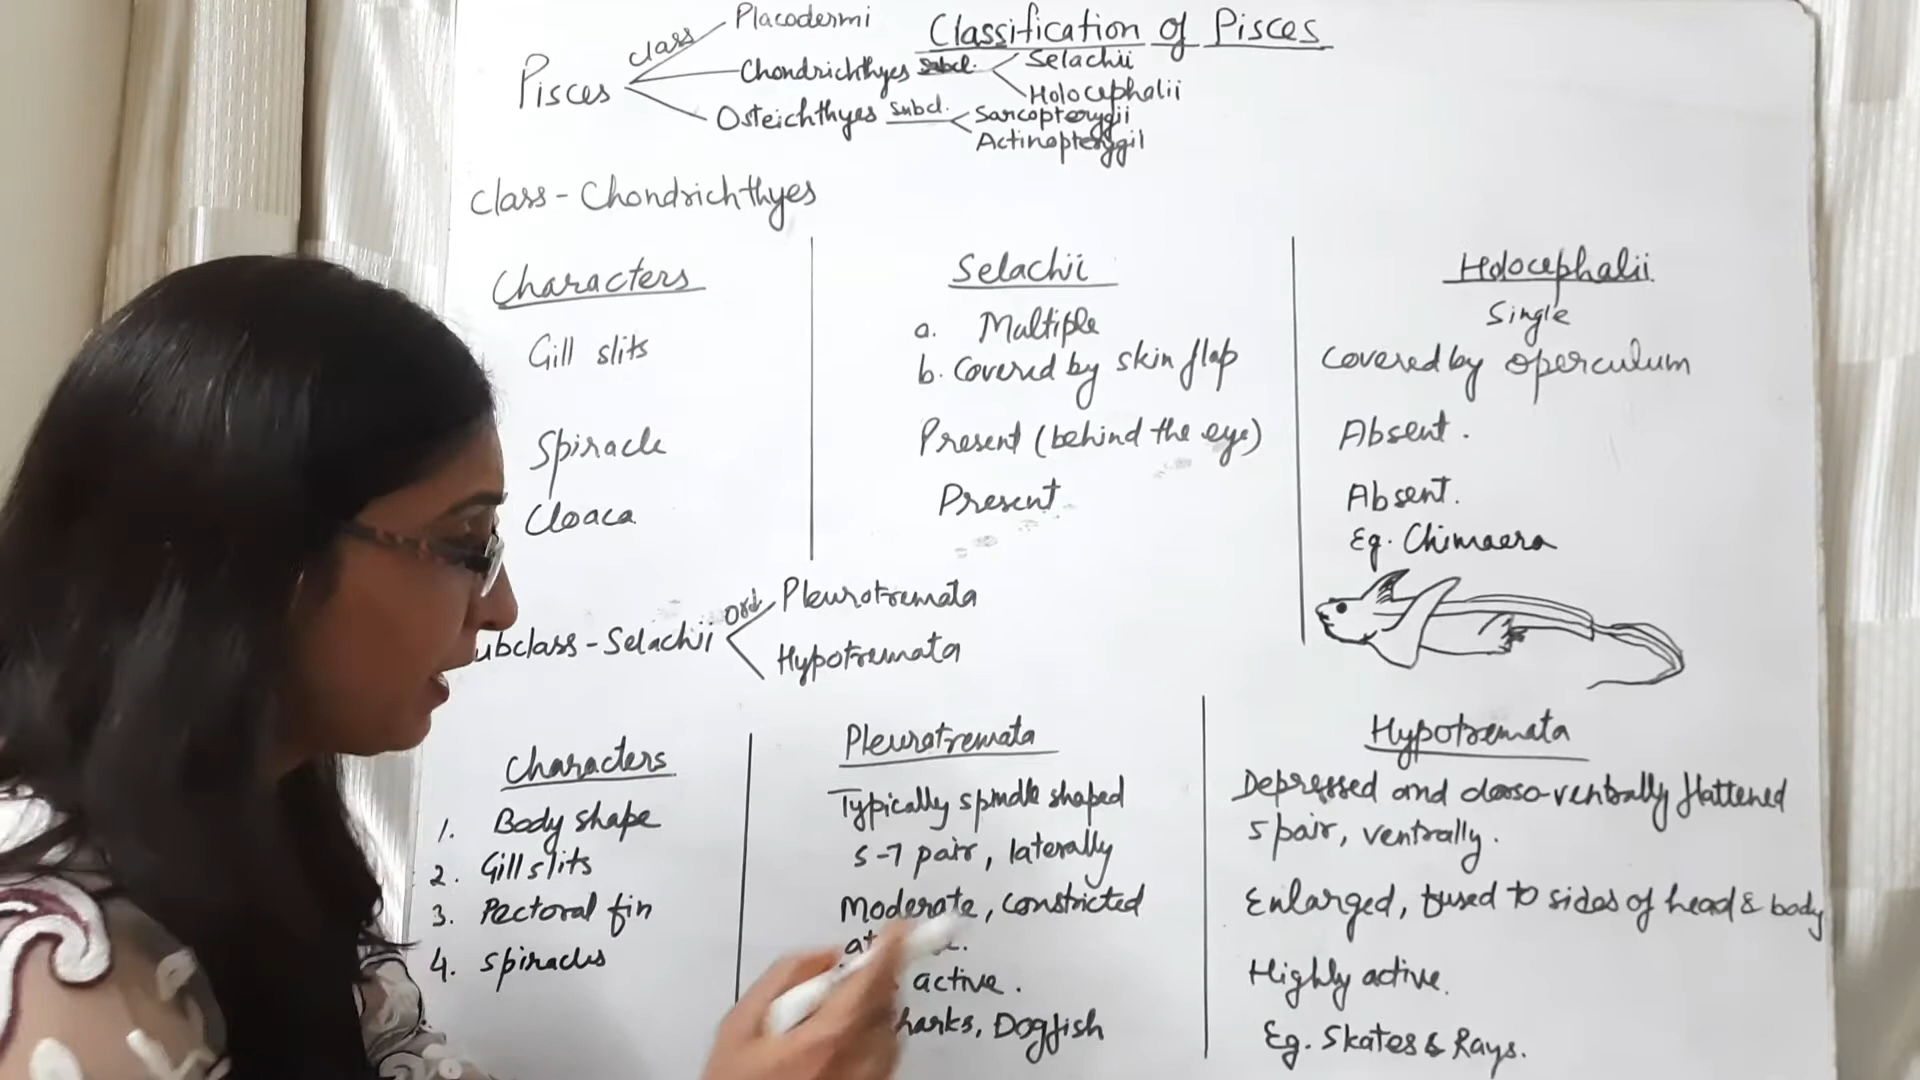 Classification of Pisces
Pisces class Placodermi
Chondrichthyes Subcl. Selachii
Holocephalii
Osteichthyes Subcl. Sarcopterygii
Actinopterygii
Class - Chondrichthyes
Characters Selachii Holocephalii
Gill slits a. Multiple Single
b. Covered by skin flap Covered by operculum
Spiracle Present (behind the eye) Absent.
Cloaca Present Absent.
Eg. Chimaera
ubclass - Selachii Ord. Pleurotremata
Hypotremata
Characters Pleurotremata Hypotremata
1. Body shape Typically spindle shaped Depressed and dorso-ventrally flattened
2. Gill slits 5-7 pair, laterally 5 pair, ventrally.
3. Pectoral fin Moderate, constricted Enlarged, fused to sides of head & body
at
4. Spiracles active. Highly active.
harks, Dogfish Eg. Skates & Rays.